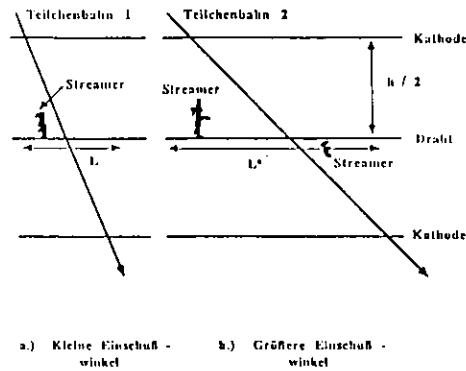 Teilchenbahn 1
Teilchenbahn 2
Kathode
Streamer
Streamer
h / 2
Draht
L
L*
Streamer
Kathode
a.) Kleine Einschuß -
winkel
b.) Größere Einschuß -
winkel